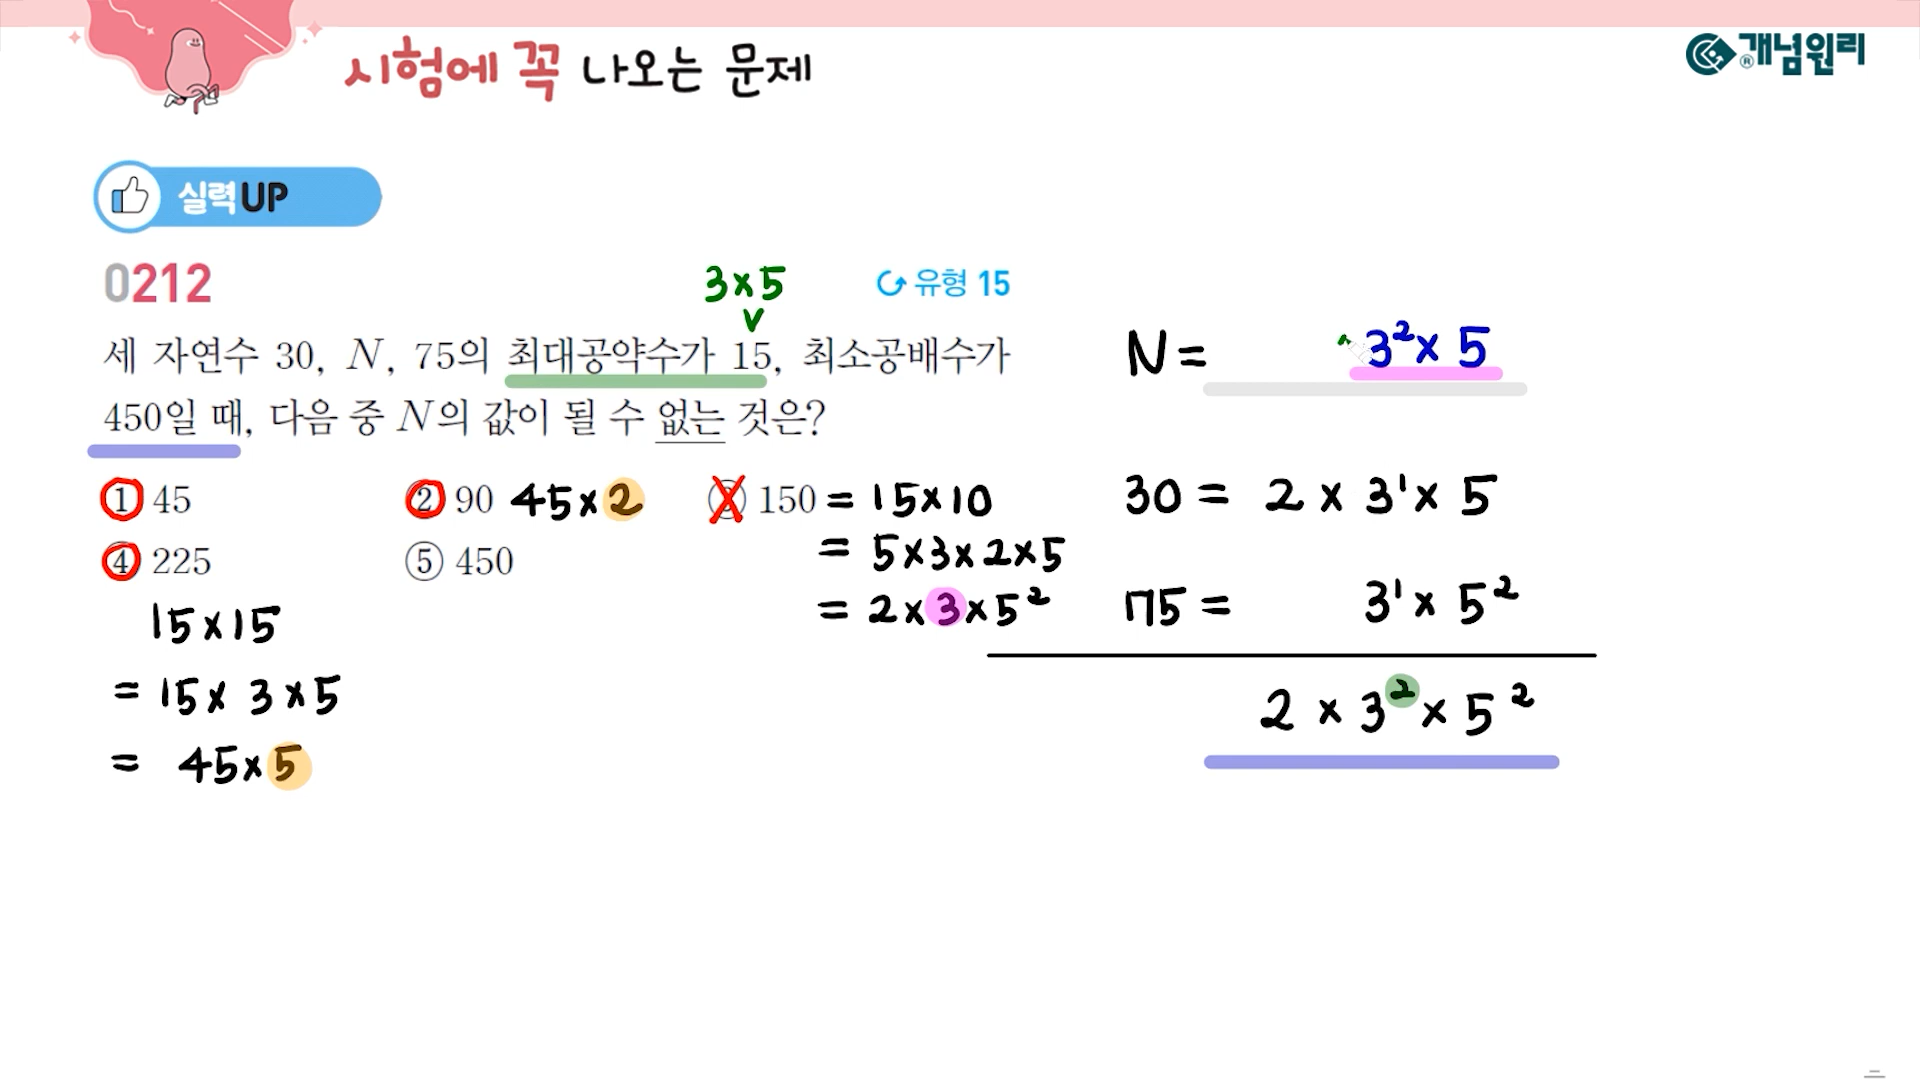 시험에 꼭 나오는 문제
®개념원리
실력UP
0212
3×5
유형 15
세 자연수 30, N, 75의 최대공약수가 15, 최소공배수가
450일 때, 다음 중 N의 값이 될 수 없는 것은?
① 45
② 90 45×2
③ 150 = 15×10
= 5×3×2×5
= 2×3×5²
④ 225
⑤ 450
15×15
= 15×3×5
= 45×5
N = 3²×5
30 = 2×3¹×5
75 = 3¹×5²
2×3²×5²